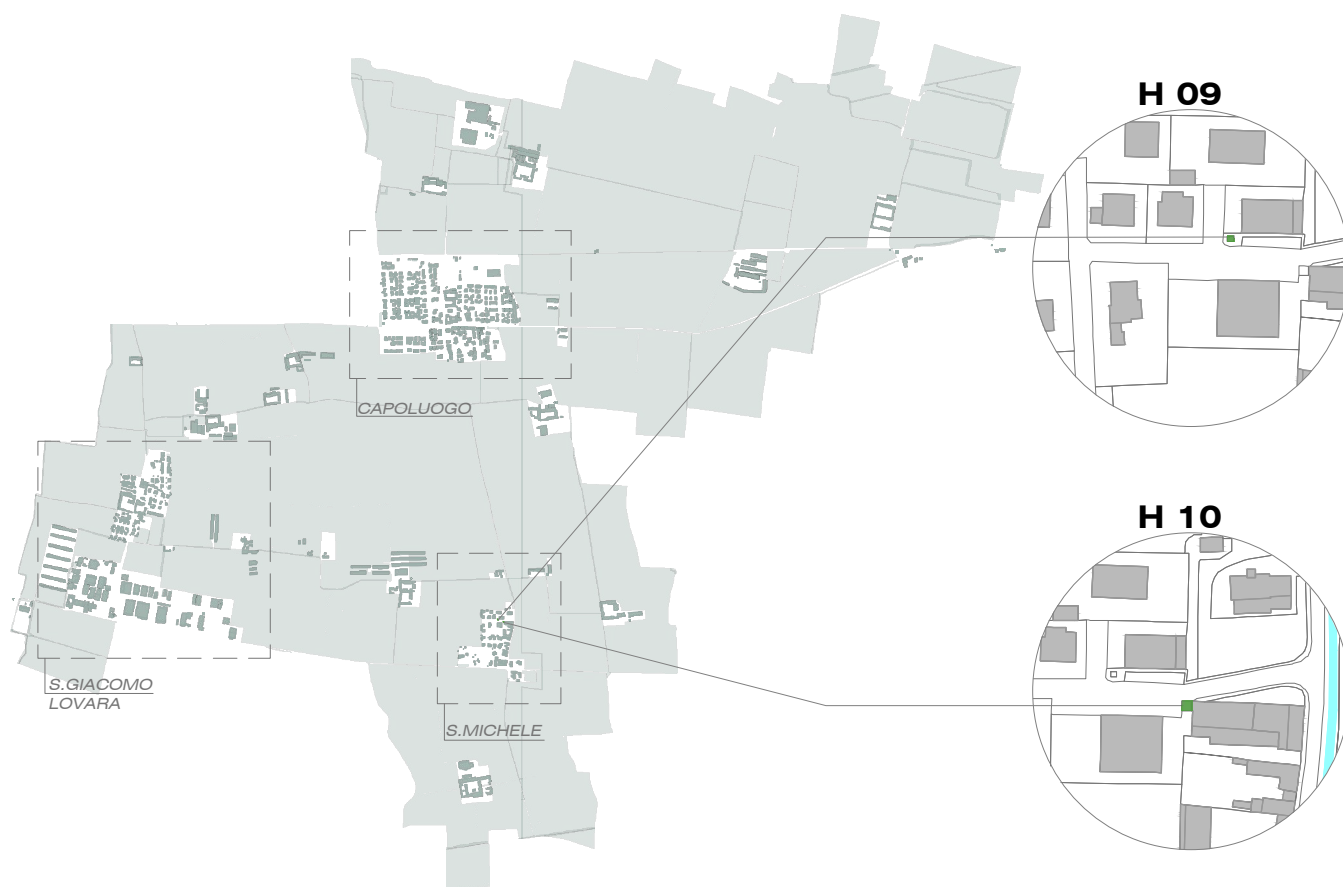 H 09
CAPOLUOGO
H 10
S.GIACOMO
LOVARA
S.MICHELE